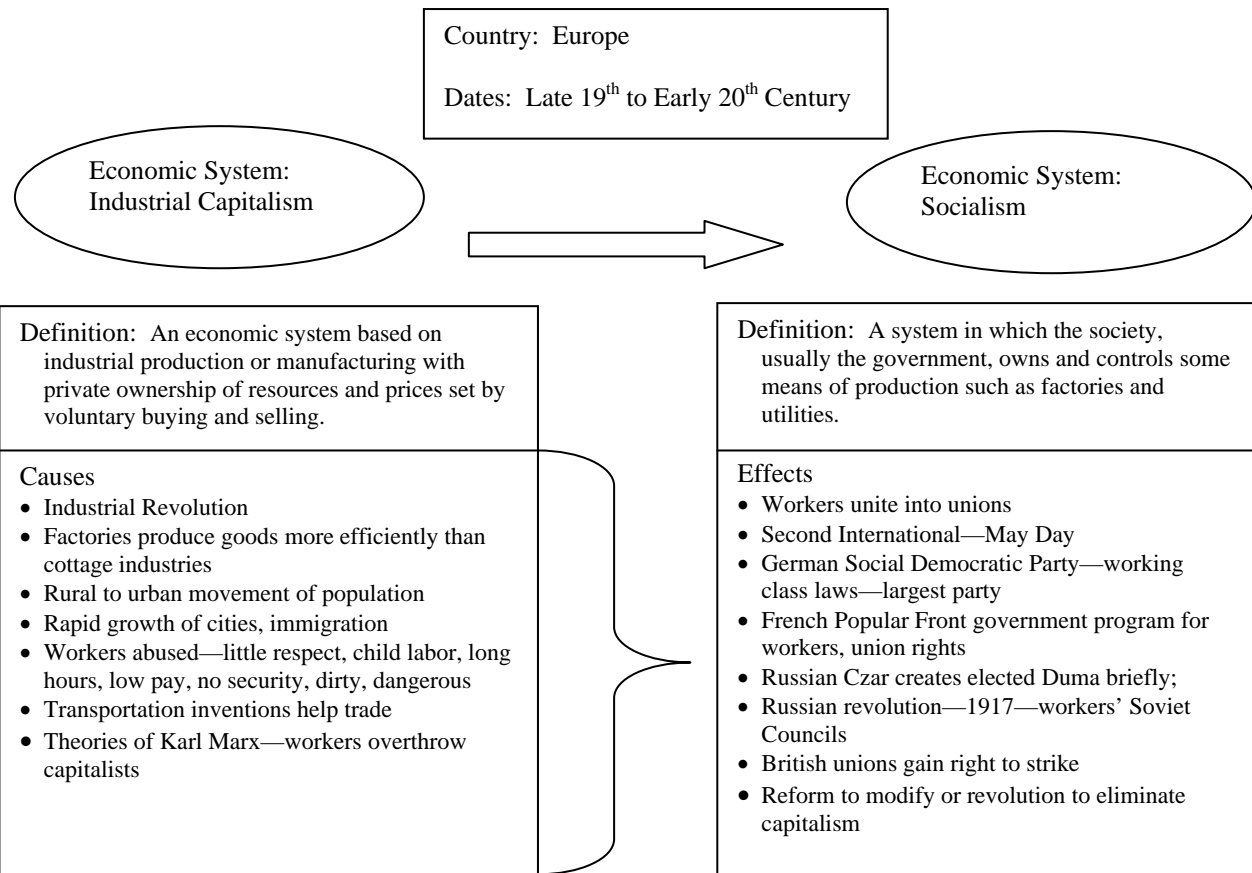 Country: Europe
Dates: Late 19th to Early 20th Century
Economic System:
Industrial Capitalism
Economic System:
Socialism
Definition: An economic system based on
industrial production or manufacturing with
private ownership of resources and prices set by
voluntary buying and selling.
Causes
• Industrial Revolution
• Factories produce goods more efficiently than
cottage industries
• Rural to urban movement of population
• Rapid growth of cities, immigration
• Workers abused—little respect, child labor, long
hours, low pay, no security, dirty, dangerous
• Transportation inventions help trade
• Theories of Karl Marx—workers overthrow
capitalists
Definition: A system in which the society,
usually the government, owns and controls some
means of production such as factories and
utilities.
Effects
• Workers unite into unions
• Second International—May Day
• German Social Democratic Party—working
class laws—largest party
• French Popular Front government program for
workers, union rights
• Russian Czar creates elected Duma briefly;
• Russian revolution—1917—workers’ Soviet
Councils
• British unions gain right to strike
• Reform to modify or revolution to eliminate
capitalism